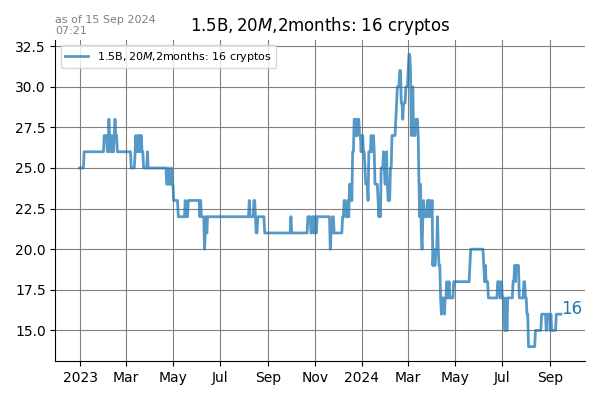 as of 15 Sep 2024
07:21
1.5B, 20M,2months: 16 cryptos
1.5B, 20M,2months: 16 cryptos
32.5
30.0
27.5
25.0
22.5
20.0
17.5
15.0
16
2023 Mar May Jul Sep Nov 2024 Mar May Jul Sep